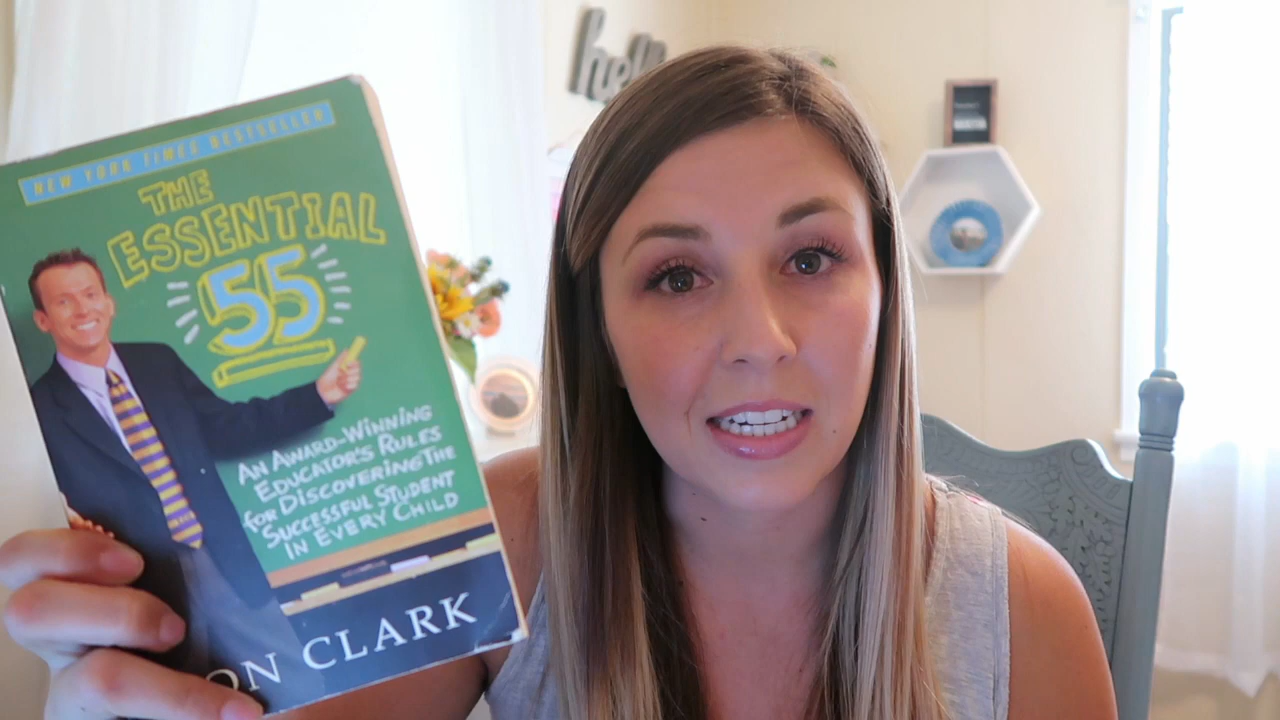 NEW YORK TIMES BESTSELLER
THE
ESSENTIAL
55
AN AWARD-WINNING
EDUCATOR'S RULES
for DISCOVERING THE
SUCCESSFUL STUDENT
IN EVERY CHILD
ON CLARK
hell